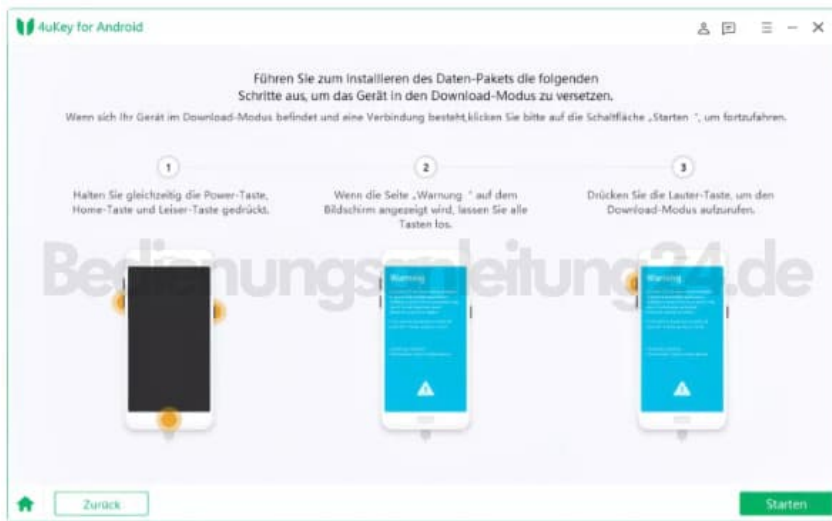 4uKey for Android
Führen Sie zum Installieren des Daten-Pakets die folgenden
Schritte aus, um das Gerät in den Download-Modus zu versetzen.
Wenn sich Ihr Gerät im Download-Modus befindet und eine Verbindung besteht,klicken Sie bitte auf die Schaltfläche „Starten “, um fortzufahren.
1
2
3
Halten Sie gleichzeitig die Power-Taste,
Home-Taste und Leiser-Taste gedrückt.
Wenn die Seite „Warnung “ auf dem
Bildschirm angezeigt wird, lassen Sie alle
Tasten los.
Drücken Sie die Lauter-Taste, um den
Download-Modus aufzurufen.
Bedienungsanleitung24.de
Warning
Warning
Zurück
Starten